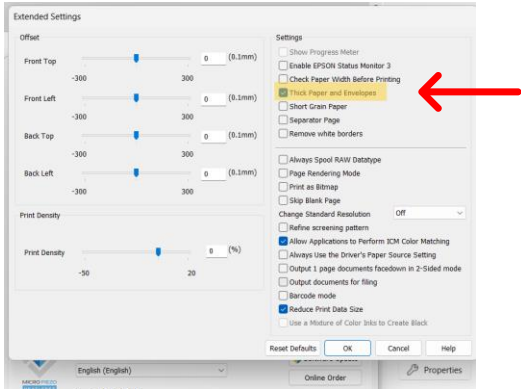 Extended Settings
Offset
Front Top
0 (0.1mm)
-300 300
Front Left
0 (0.1mm)
-300 300
Back Top
0 (0.1mm)
-300 300
Back Left
0 (0.1mm)
-300 300
Print Density
Print Density
0 (%)
-50 20
Settings
Show Progress Meter
Enable EPSON Status Monitor 3
Check Paper Width Before Printing
Thick Paper and Envelopes
Short Grain Paper
Separator Page
Remove white borders
Always Spool RAW Datatype
Page Rendering Mode
Print as Bitmap
Skip Blank Page
Change Standard Resolution Off
Refine screening pattern
Allow Applications to Perform ICM Color Matching
Always Use the Driver's Paper Source Setting
Output 1 page documents facedown in 2-Sided mode
Output documents for filing
Barcode mode
Reduce Print Data Size
Use a Mixture of Color Inks to Create Black
Reset Defaults OK Cancel Help
English (English)
Properties
Online Order
MICRO PIEZO